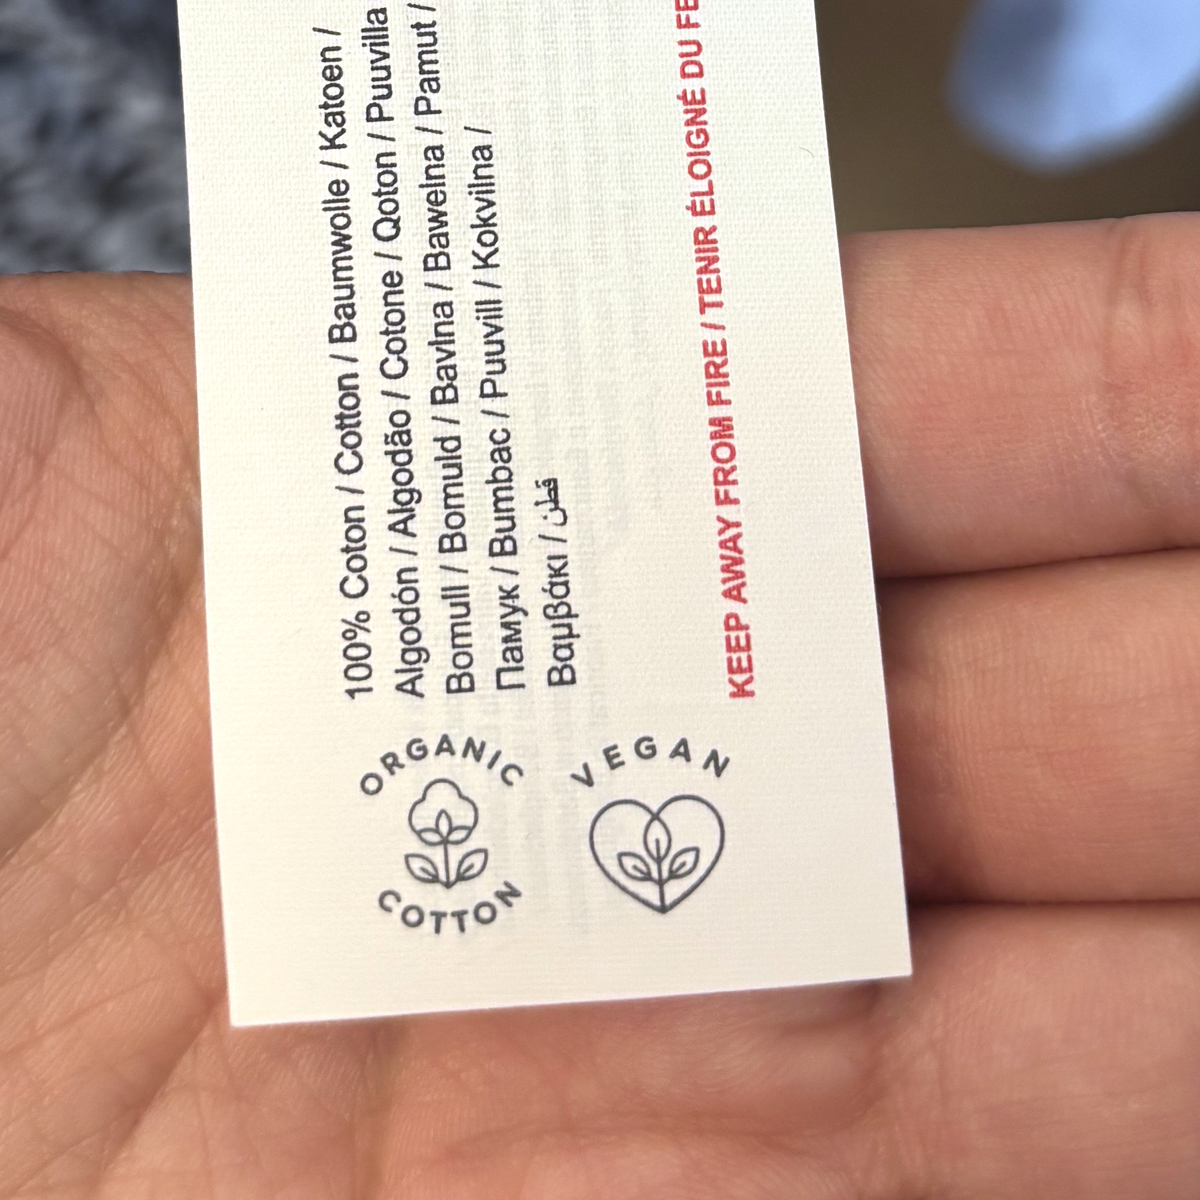 100% Coton / Cotton / Baumwolle / Katoen /
Algodón / Algodão / Cotone / Qoton / Puuvilla
Bomull / Bomuld / Bavlna / Bawełna / Pamut /
Памук / Bumbac / Puuvill / Kokvilna /
Βαμβάκι / قطن
KEEP AWAY FROM FIRE / TENIR ÉLOIGNÉ DU FE
ORGANIC
COTTON
VEGAN